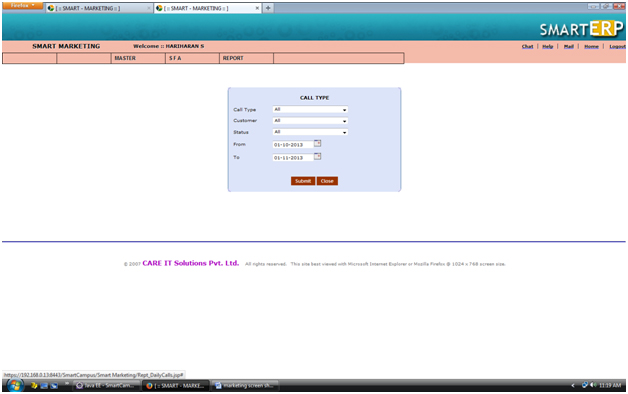 Firefox
[ :: SMART - MARKETING :: ] × [ :: SMART - MARKETING :: ] × +
SMARTERP
SMART MARKETING Welcome :: HARIHARAN S Chat | Help | Mail | Home | Logout
MASTER S F A REPORT
CALL TYPE
Call Type All
Customer All
Status All
From 01-10-2013
To 01-11-2013
Submit Close
© 2007 CARE IT Solutions Pvt. Ltd. All rights reserved. This site best viewed with Microsoft Internet Explorer or Mozilla Firefox @ 1024 x 768 screen size.
https://192.168.0.13:8443/SmartCampus/Smart Marketing/Rept_DailyCalls.jsp#
Java EE - SmartCam... [ :: SMART - MARKE... marketing screen sh... 11:19 AM